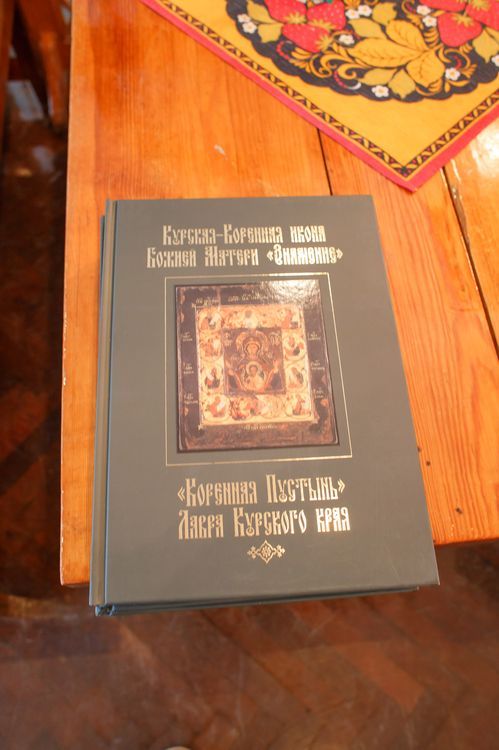 Курская-Коренная икона
Божией Матери «Знамение»
«Коренная Пустынь»
Лавра Курского края